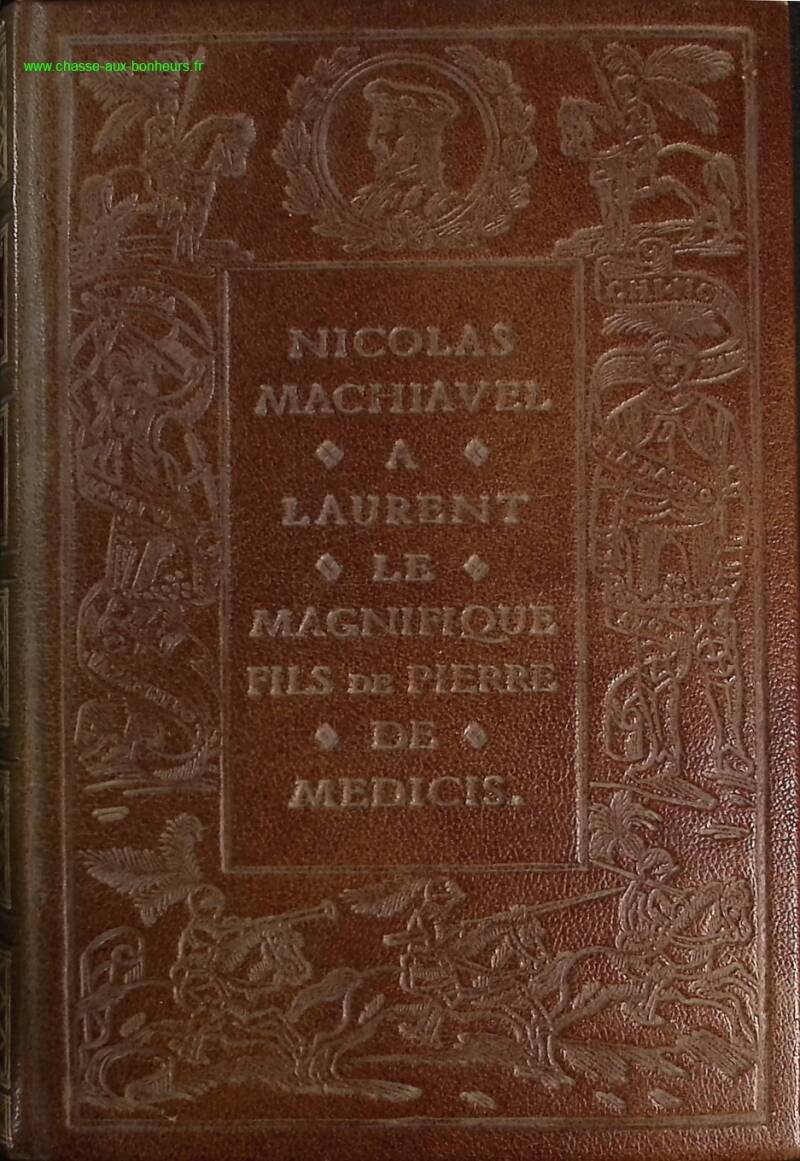 www.chasse-aux-bonheurs.fr
NICOLAS
MACHIAVEL
A
LAURENT
LE
MAGNIFIQUE
FILS DE PIERRE
DE
MEDICIS.